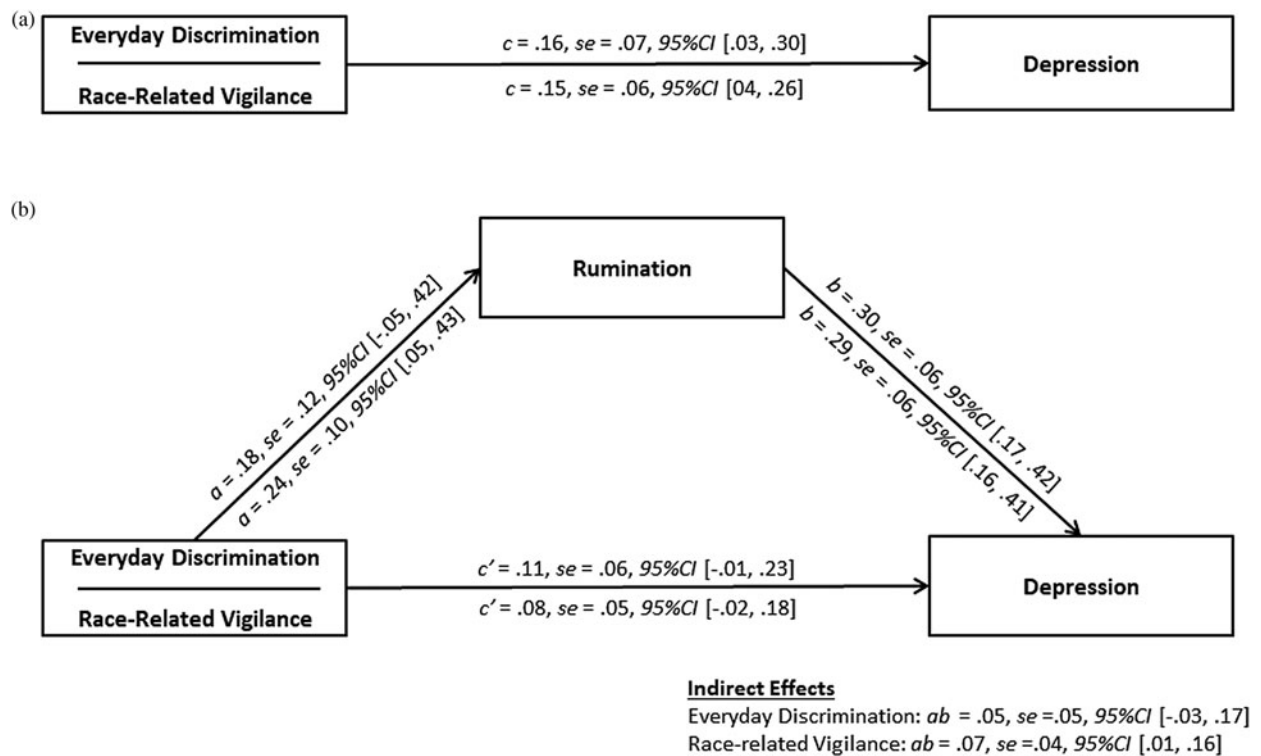 (a)
Everyday Discrimination
Race-Related Vigilance
c = .16, se = .07, 95%CI [.03, .30]
c = .15, se = .06, 95%CI [04, .26]
Depression
(b)
Rumination
a = .18, se = .12, 95%CI [-.05, .42]
a = .24, se = .10, 95%CI [.05, .43]
b = .30, se = .06, 95%CI [.17, .42]
b = .29, se = .06, 95%CI [.16, .41]
Everyday Discrimination
Race-Related Vigilance
c′ = .11, se = .06, 95%CI [-.01, .23]
c′ = .08, se = .05, 95%CI [-.02, .18]
Depression
Indirect Effects
Everyday Discrimination: ab = .05, se =.05, 95%CI [-.03, .17]
Race-related Vigilance: ab = .07, se =.04, 95%CI [.01, .16]